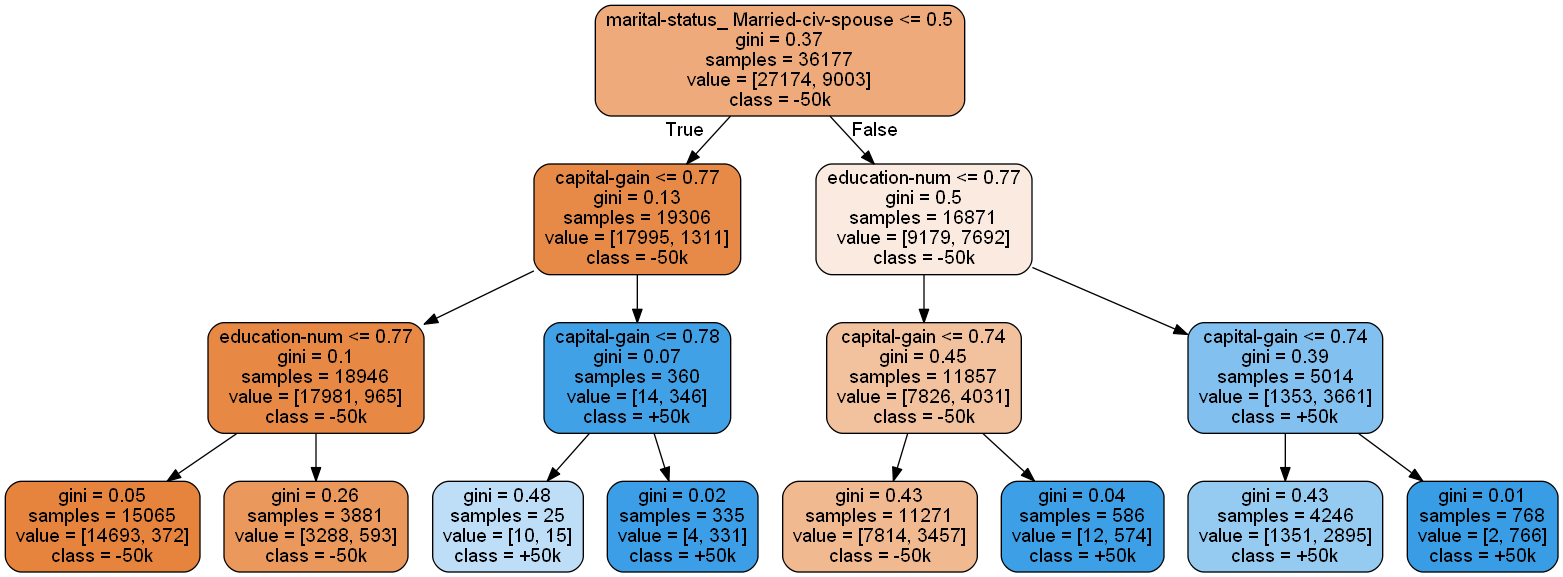 marital-status_ Married-civ-spouse <= 0.5
gini = 0.37
samples = 36177
value = [27174, 9003]
class = -50k
True
False
capital-gain <= 0.77
gini = 0.13
samples = 19306
value = [17995, 1311]
class = -50k
education-num <= 0.77
gini = 0.5
samples = 16871
value = [9179, 7692]
class = -50k
education-num <= 0.77
gini = 0.1
samples = 18946
value = [17981, 965]
class = -50k
capital-gain <= 0.78
gini = 0.07
samples = 360
value = [14, 346]
class = +50k
capital-gain <= 0.74
gini = 0.45
samples = 11857
value = [7826, 4031]
class = -50k
capital-gain <= 0.74
gini = 0.39
samples = 5014
value = [1353, 3661]
class = +50k
gini = 0.05
samples = 15065
value = [14693, 372]
class = -50k
gini = 0.26
samples = 3881
value = [3288, 593]
class = -50k
gini = 0.48
samples = 25
value = [10, 15]
class = +50k
gini = 0.02
samples = 335
value = [4, 331]
class = +50k
gini = 0.43
samples = 11271
value = [7814, 3457]
class = -50k
gini = 0.04
samples = 586
value = [12, 574]
class = +50k
gini = 0.43
samples = 4246
value = [1351, 2895]
class = +50k
gini = 0.01
samples = 768
value = [2, 766]
class = +50k